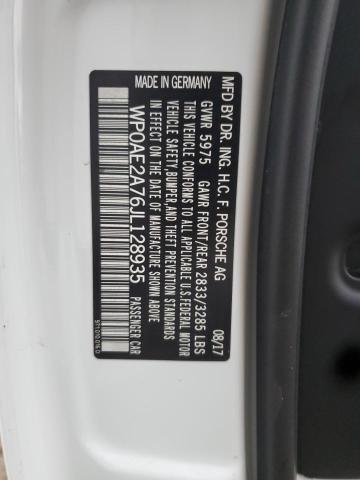 MFD BY DR. ING. H.C. F. PORSCHE AG 08/17
GVWR 5975 GAWR FRONT/REAR 2833/3285 LBS
THIS VEHICLE CONFORMS TO ALL APPLICABLE U.S.FEDERAL MOTOR
VEHICLE SAFETY,BUMPER,AND THEFT PREVENTION STANDARDS
IN EFFECT ON THE DATE OF MANUFACTURE SHOWN ABOVE
WP0AE2A76JL128935 PASSENGER CAR
MADE IN GERMANY